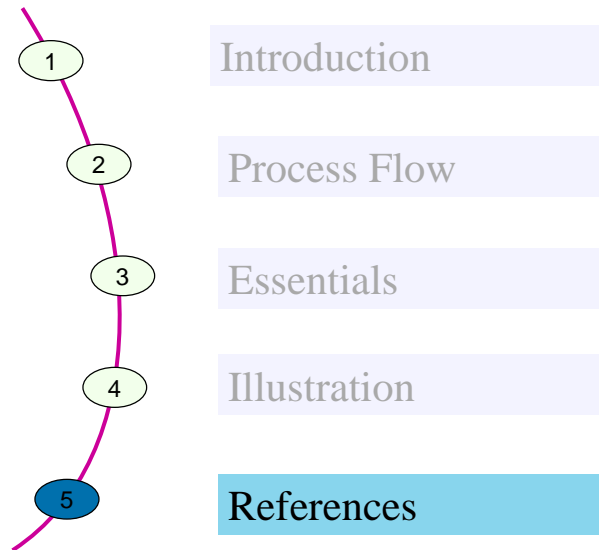 1 Introduction
2 Process Flow
3 Essentials
4 Illustration
5 References